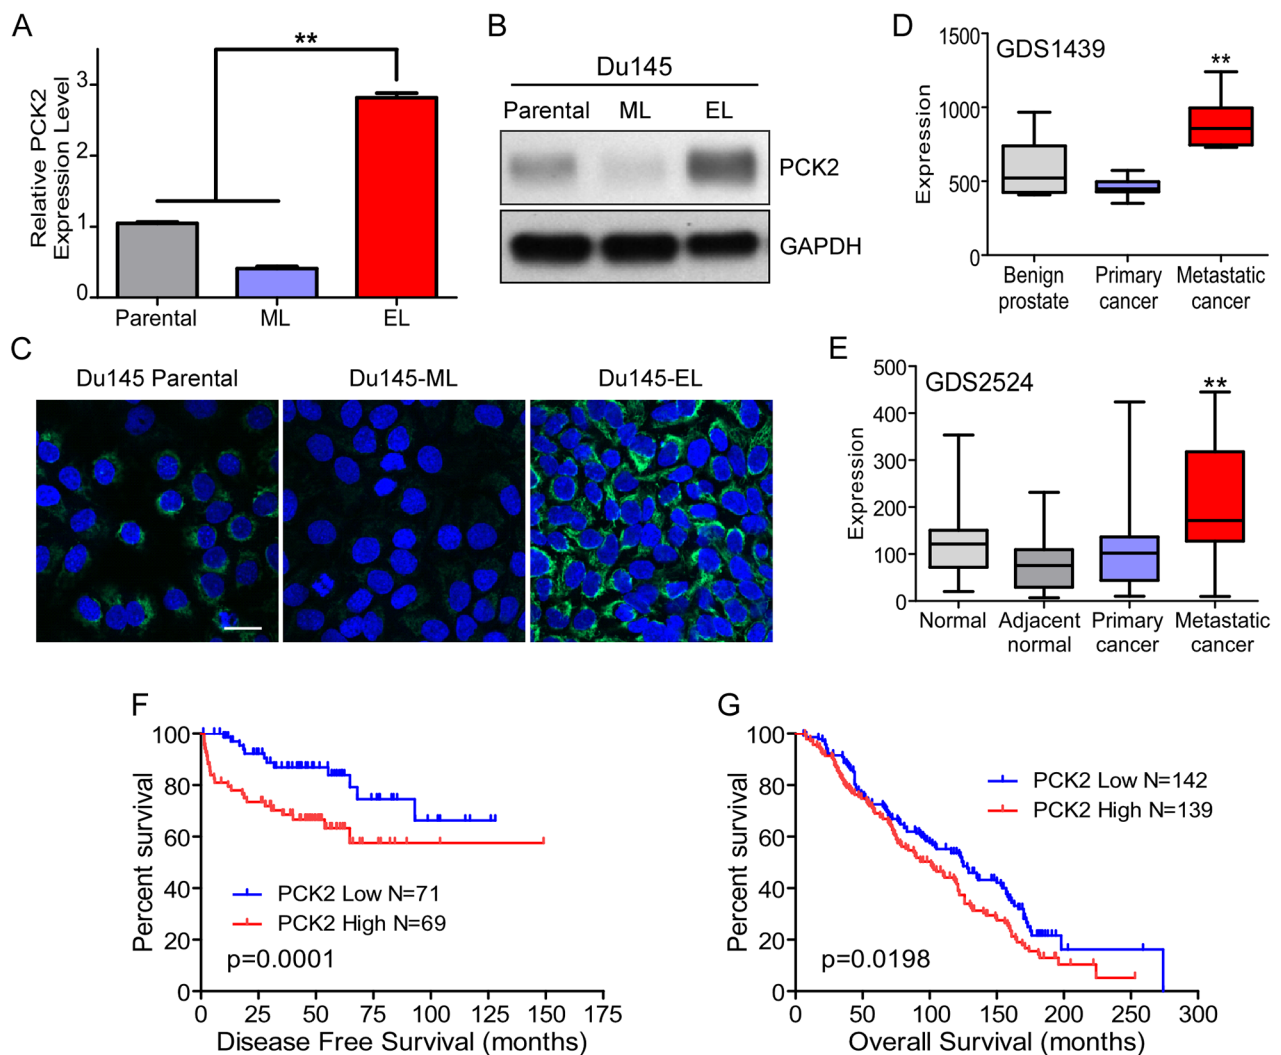 A
Relative PCK2
Expression Level
3
2
1
0
**
Parental
ML
EL
B
Du145
Parental
ML
EL
PCK2
GAPDH
C
Du145 Parental
Du145-ML
Du145-EL
D
GDS1439
Expression
1500
1000
500
0
**
Benign
prostate
Primary
cancer
Metastatic
cancer
E
GDS2524
Expression
500
400
300
200
100
0
**
Normal
Adjacent
normal
Primary
cancer
Metastatic
cancer
F
Percent survival
100
80
60
40
20
0
PCK2 Low N=71
PCK2 High N=69
p=0.0001
0 25 50 75 100 125 150 175
Disease Free Survival (months)
G
Percent survival
100
80
60
40
20
0
PCK2 Low N=142
PCK2 High N=139
p=0.0198
0 50 100 150 200 250 300
Overall Survival (months)